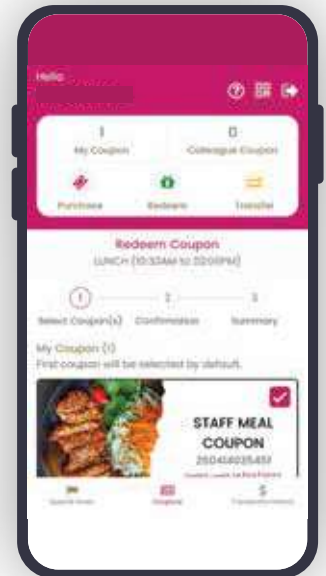 Hello
1
0
My Coupon
Colleague Coupon
Purchase
Redeem
Transfer
Redeem Coupon
LUNCH (10:30AM to 02:00PM)
1
2
3
Select Coupon(s)
Confirmation
Summary
My Coupon (1)
First coupon will be selected by default.
STAFF MEAL
COUPON
Coupon